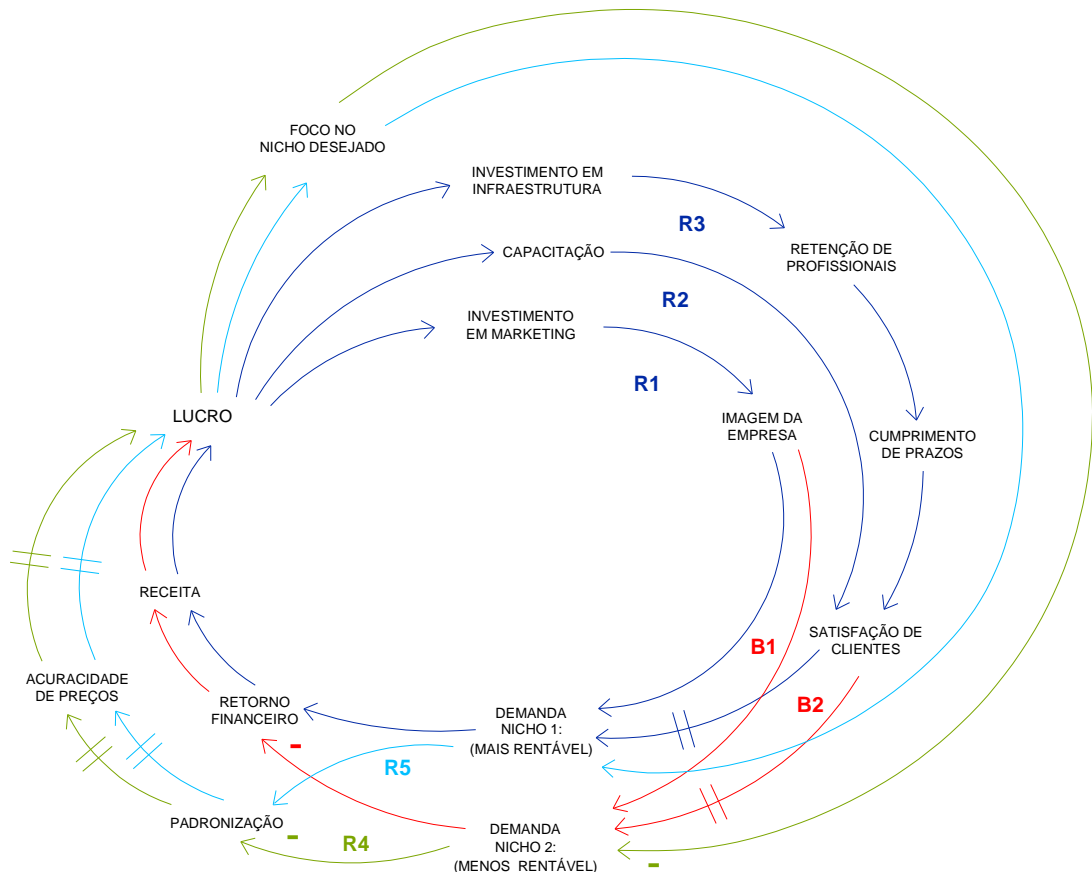 FOCO NO
NICHO DESEJADO
INVESTIMENTO EM
INFRAESTRUTURA
R3
CAPACITAÇÃO
RETENÇÃO DE
PROFISSIONAIS
R2
INVESTIMENTO
EM MARKETING
R1
LUCRO
IMAGEM DA
EMPRESA
CUMPRIMENTO
DE PRAZOS
RECEITA
SATISFAÇÃO DE
CLIENTES
B1
ACURACIDADE
DE PREÇOS
RETORNO
FINANCEIRO
B2
DEMANDA
NICHO 1:
(MAIS RENTÁVEL)
-
R5
PADRONIZAÇÃO
-
R4
DEMANDA
NICHO 2:
(MENOS RENTÁVEL)
-